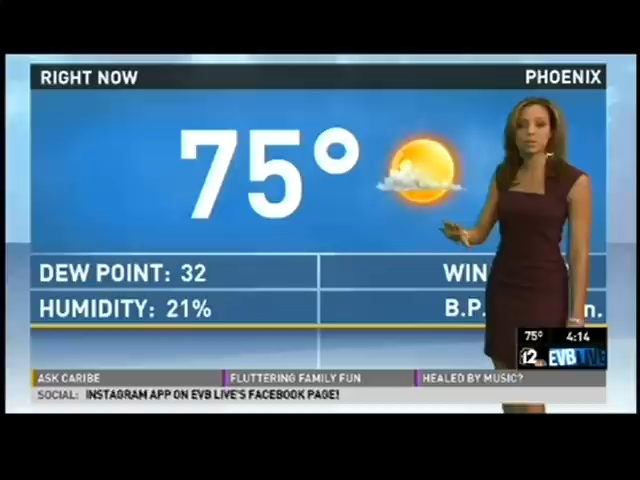 RIGHT NOW PHOENIX
75°
DEW POINT: 32
HUMIDITY: 21%
B.P.
75° 4:14
12 EVB LIVE
ASK CARIBE FLUTTERING FAMILY FUN HEALED BY MUSIC?
SOCIAL: INSTAGRAM APP ON EVB LIVE'S FACEBOOK PAGE!